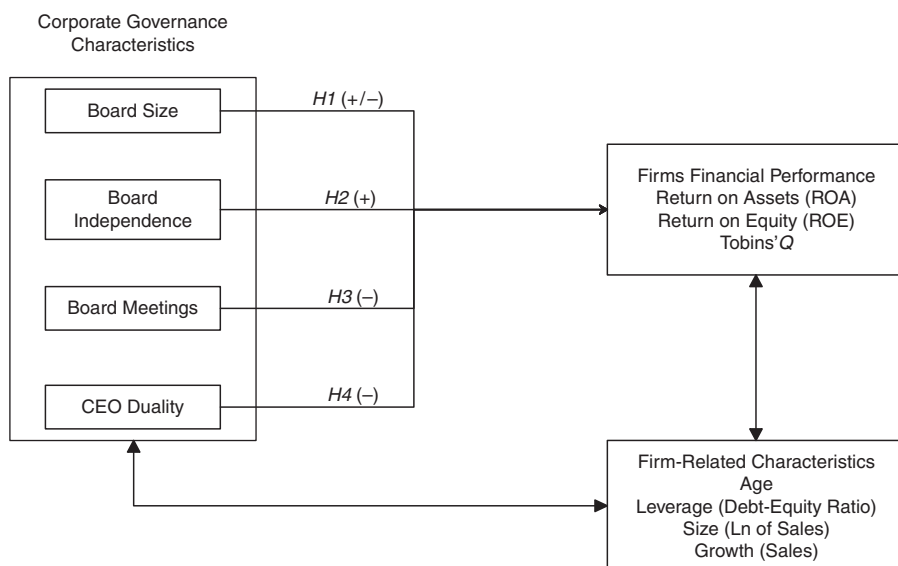 Corporate Governance
Characteristics
Board Size
H1 (+/−)
Board
Independence
H2 (+)
Board Meetings
H3 (−)
CEO Duality
H4 (−)
Firms Financial Performance
Return on Assets (ROA)
Return on Equity (ROE)
Tobins'Q
Firm-Related Characteristics
Age
Leverage (Debt-Equity Ratio)
Size (Ln of Sales)
Growth (Sales)